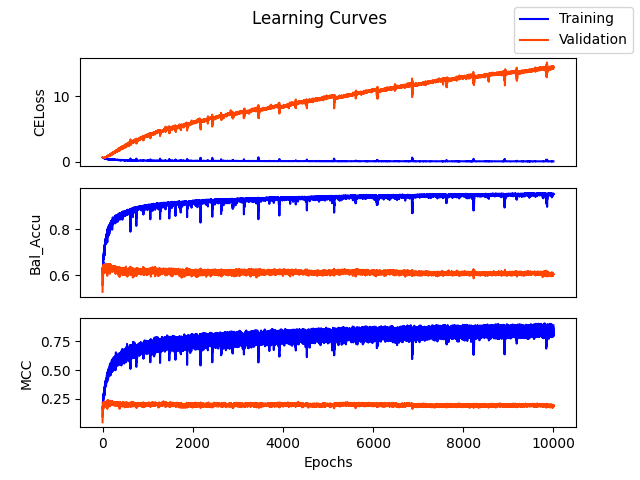 Learning Curves
Training
Validation
CELoss
10
0
Bal_Accu
0.8
0.6
MCC
0.75
0.50
0.25
0 2000 4000 6000 8000 10000
Epochs